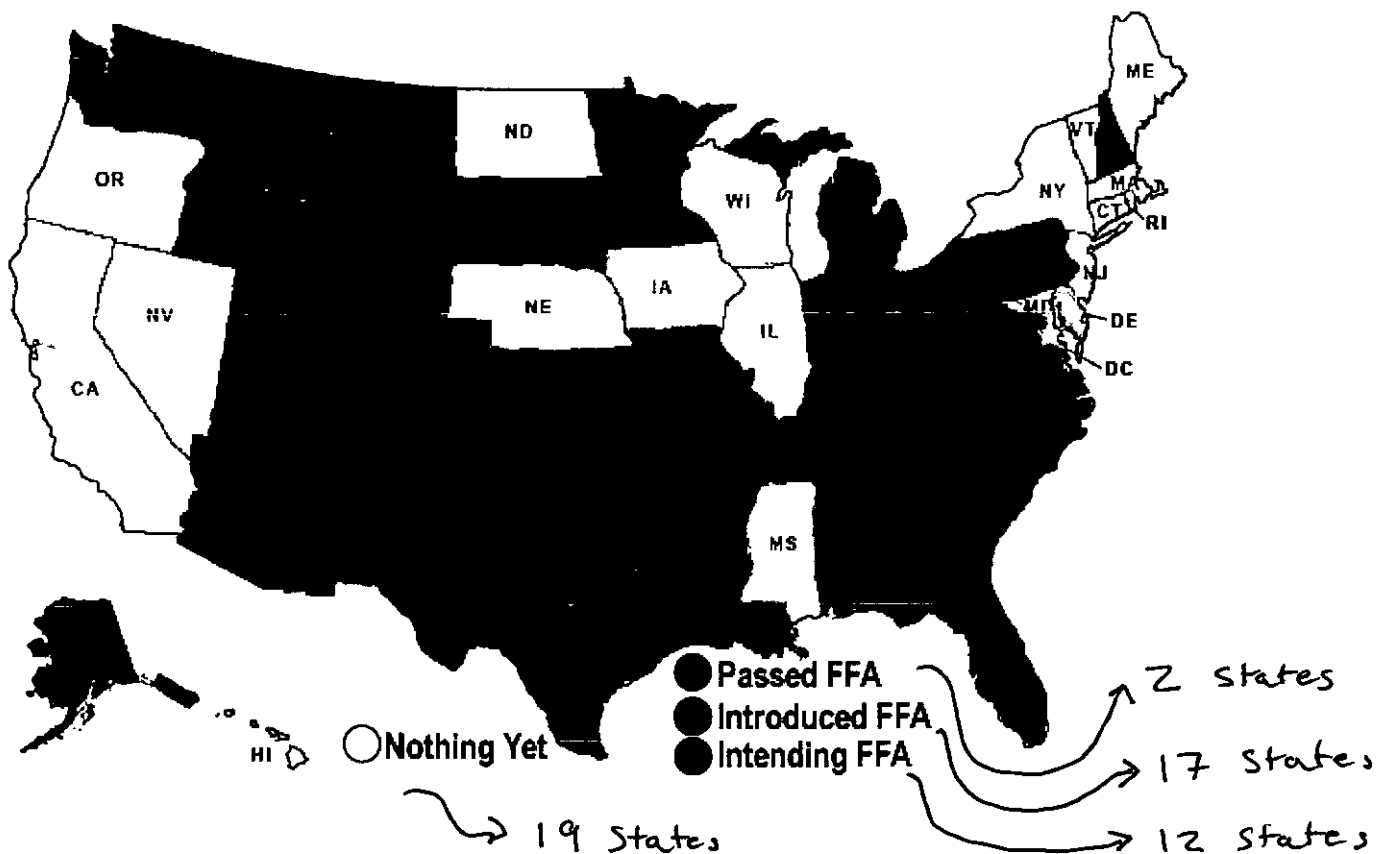 ME
ND
VT
OR
MA
NY
WI
CT
RI
IA
NJ
NE
NV
MD
DE
IL
DC
CA
MS
Passed FFA
2 States
Introduced FFA
Nothing Yet
HI
Intending FFA
17 States
19 States
12 States